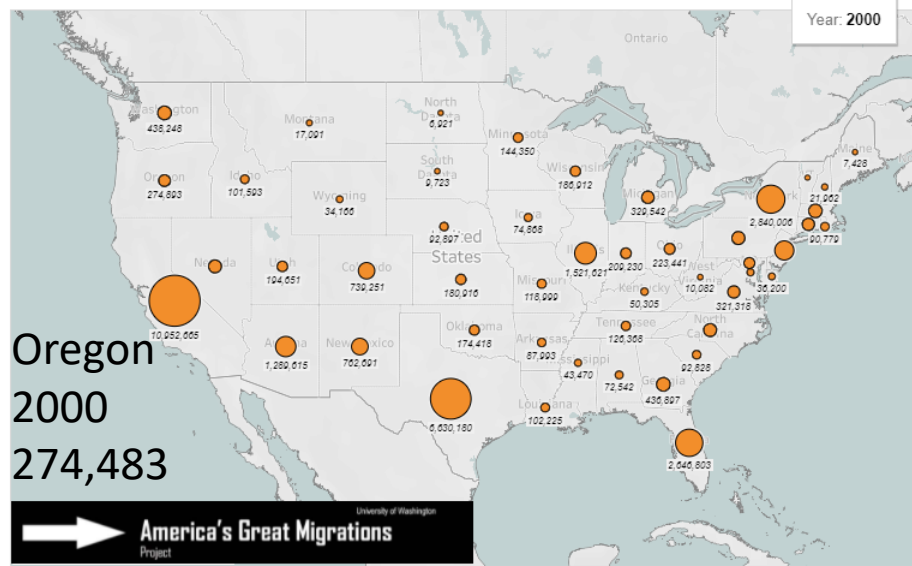 Year: 2000
Ontario
Washington
438,248
Montana
17,091
North
Dakota
6,921
Minnesota
144,350
Maine
7,428
Oregon
274,893
Idaho
101,593
South
Dakota
9,723
Wisconsin
186,912
Michigan
329,542
New York
2,840,006
21,962
Wyoming
34,166
Iowa
74,868
92,897
United
States
Illinois
1,521,621
209,230
Ohio
223,441
90,779
Nevada
Utah
194,651
Colorado
739,251
180,916
Missouri
118,999
Kentucky
50,305
West
Virginia
10,082
36,200
321,318
10,952,665
Arizona
1,289,615
New Mexico
762,691
Oklahoma
174,418
Arkansas
87,993
Tennessee
126,368
North
Carolina
92,828
Mississippi
43,470
72,542
Georgia
436,897
6,630,180
Louisiana
102,225
2,646,803
Oregon
2000
274,483
University of Washington
America's Great Migrations
Project